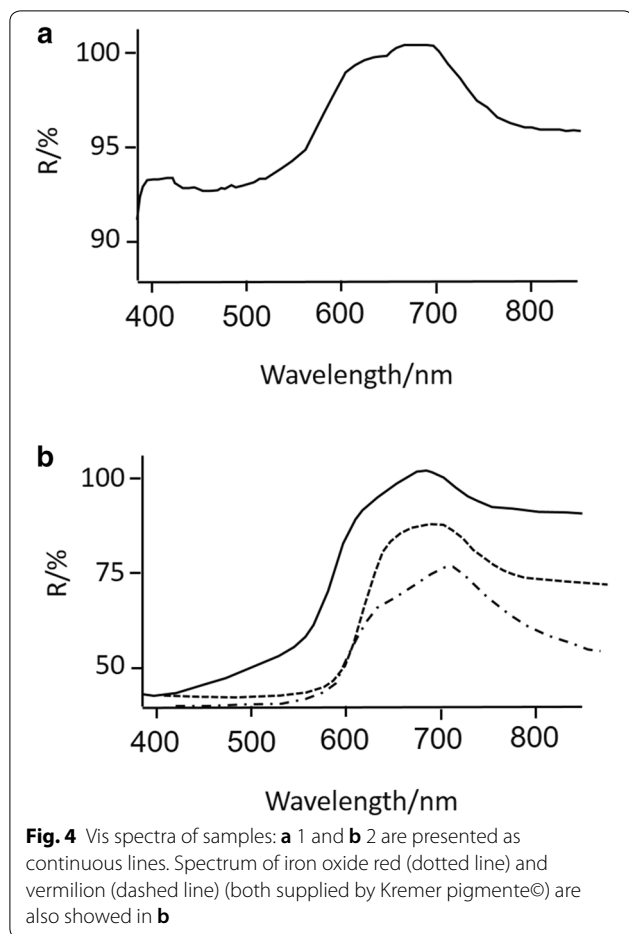 a
100
95
90
R/%
400 500 600 700 800
Wavelength/nm
b
100
75
50
R/%
400 500 600 700 800
Wavelength/nm
Fig. 4 Vis spectra of samples: a 1 and b 2 are presented as
continuous lines. Spectrum of iron oxide red (dotted line) and
vermilion (dashed line) (both supplied by Kremer pigmente©) are
also showed in b